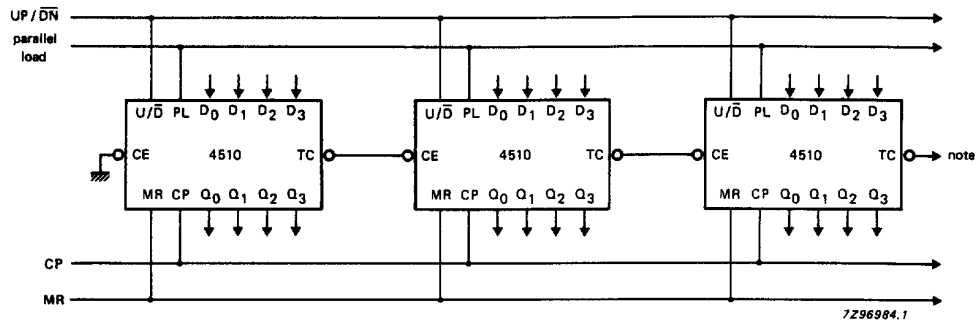 UP/D̅N̅
parallel
load
U/D̅ PL D0 D1 D2 D3
CE 4510 TC
MR CP Q0 Q1 Q2 Q3
U/D̅ PL D0 D1 D2 D3
CE 4510 TC
MR CP Q0 Q1 Q2 Q3
U/D̅ PL D0 D1 D2 D3
CE 4510 TC
MR CP Q0 Q1 Q2 Q3
note
CP
MR
7Z96984.1